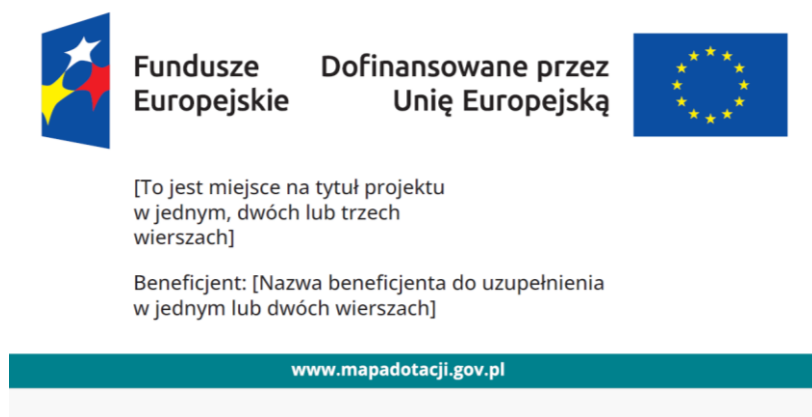 Fundusze
Europejskie
Dofinansowane przez
Unię Europejską
[To jest miejsce na tytuł projektu
w jednym, dwóch lub trzech
wierszach]
Beneficjent: [Nazwa beneficjenta do uzupełnienia
w jednym lub dwóch wierszach]
www.mapadotacji.gov.pl